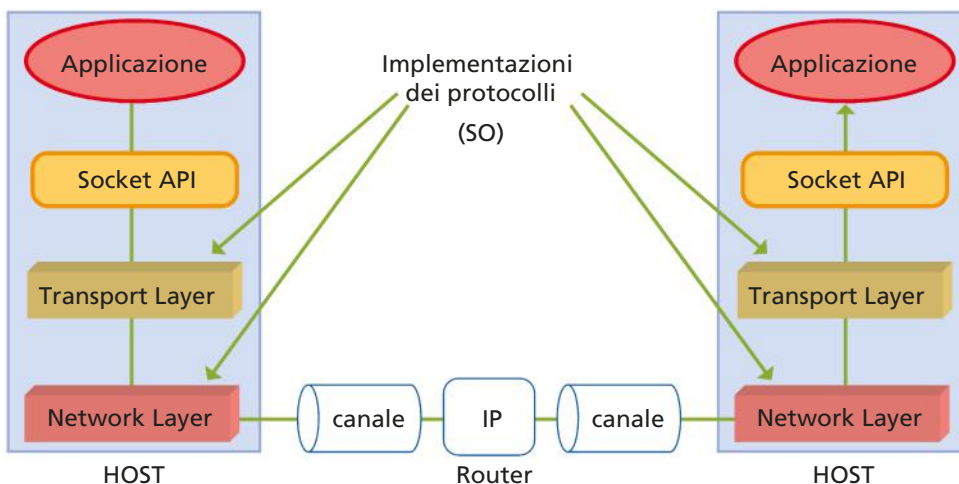 Applicazione
Implementazioni
dei protocolli
(SO)
Applicazione
Socket API
Socket API
Transport Layer
Transport Layer
Network Layer
canale
IP
canale
Network Layer
HOST
Router
HOST